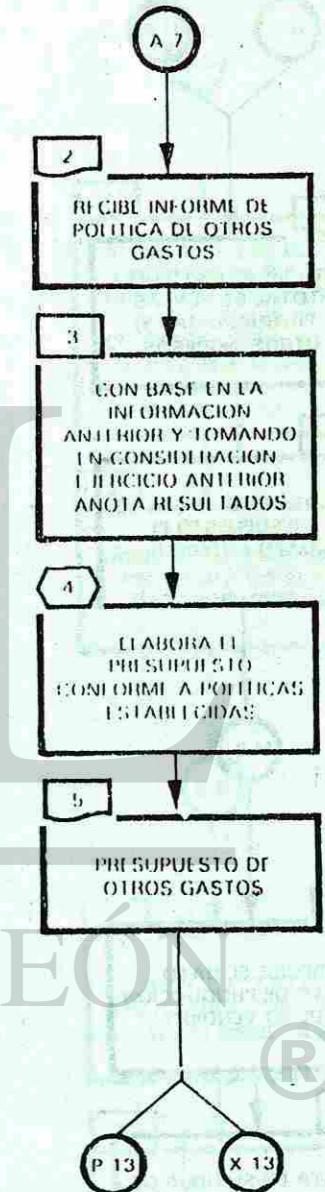 A 7
2
RECIBE INFORME DE
POLITICA DE OTROS
GASTOS
3
CON BASE EN LA
INFORMACION
ANTERIOR Y TOMANDO
EN CONSIDERACION
EJERCICIO ANTERIOR
ANOTA RESULTADOS
4
ELABORA EL
PRESUPUESTO
CONFORME A POLITICAS
ESTABLECIDAS
5
PRESUPUESTO DE
OTROS GASTOS
EÓN
®
P 13
X 13